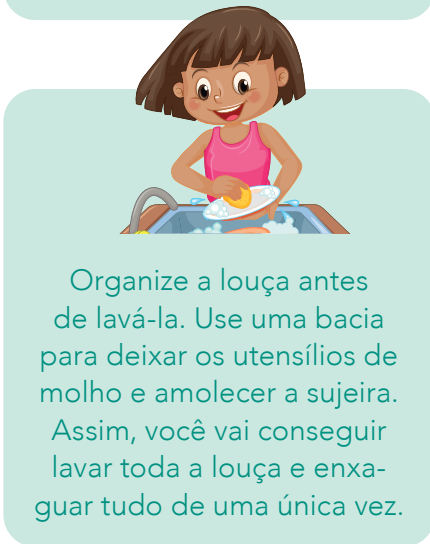 Organize a louça antes
de lavá-la. Use uma bacia
para deixar os utensílios de
molho e amolecer a sujeira.
Assim, você vai conseguir
lavar toda a louça e enxa-
guar tudo de uma única vez.